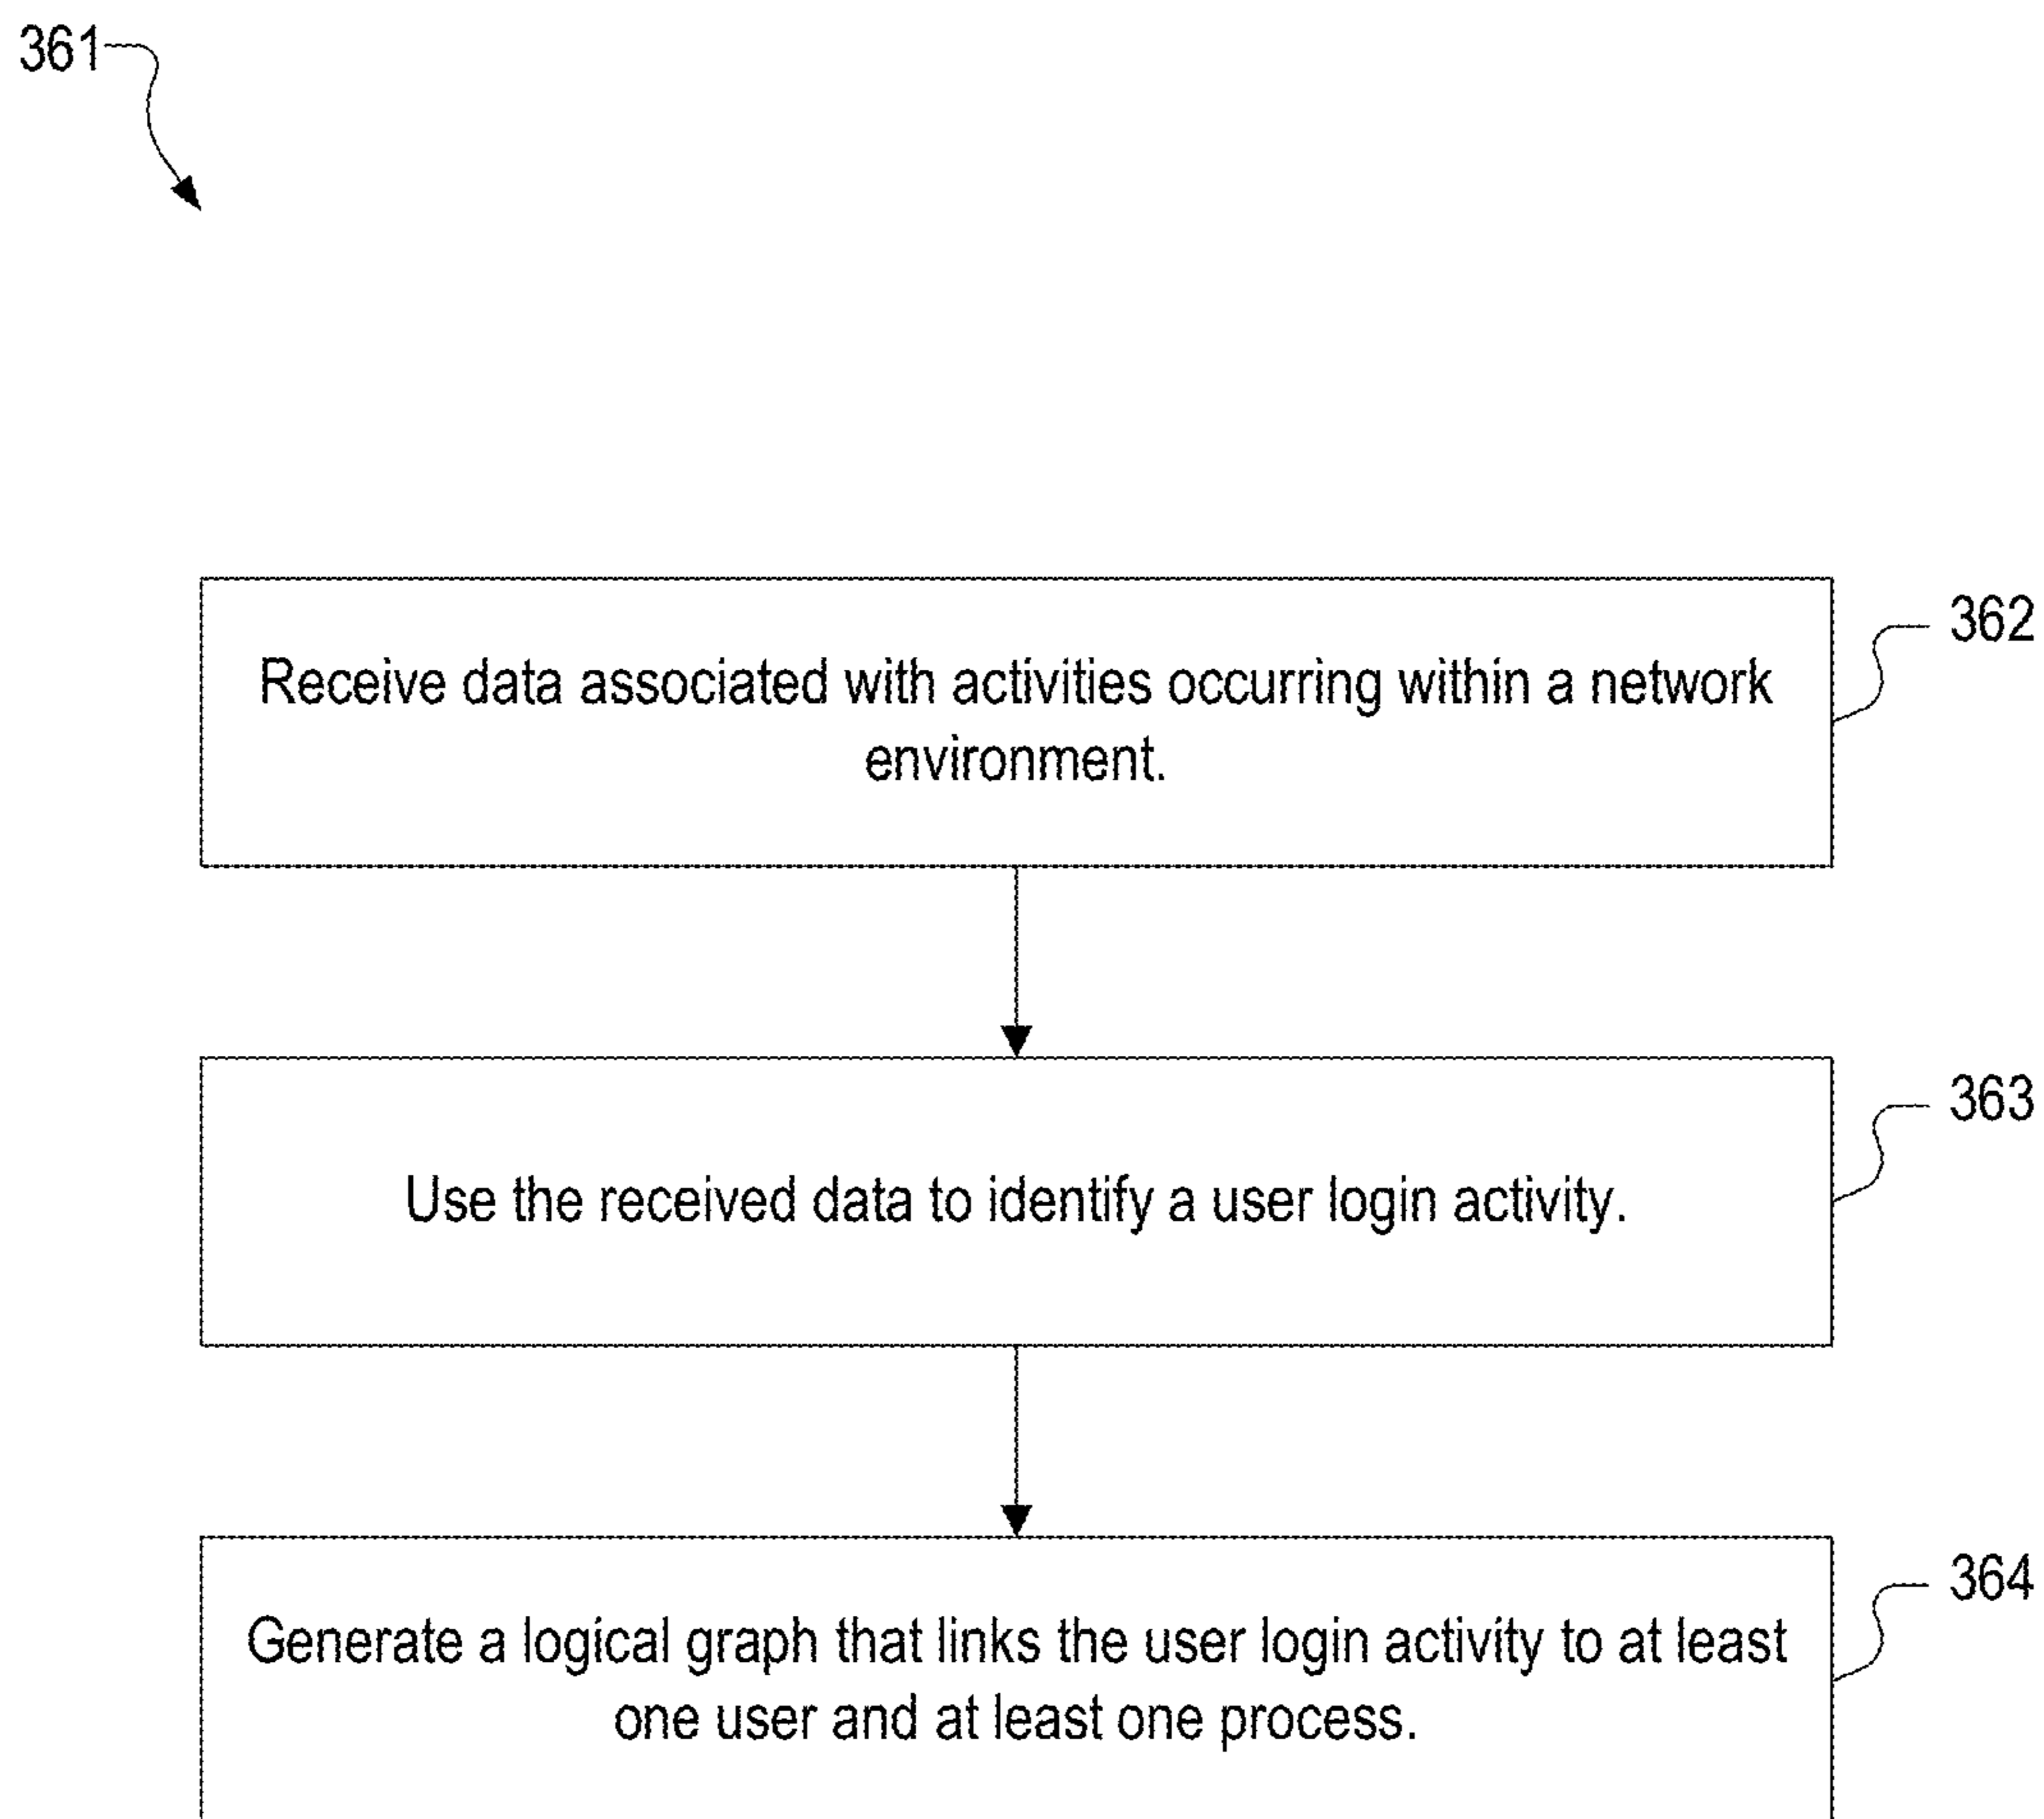 361
362
Receive data associated with activities occurring within a network
environment.
363
Use the received data to identify a user login activity.
364
Generate a logical graph that links the user login activity to at least
one user and at least one process.